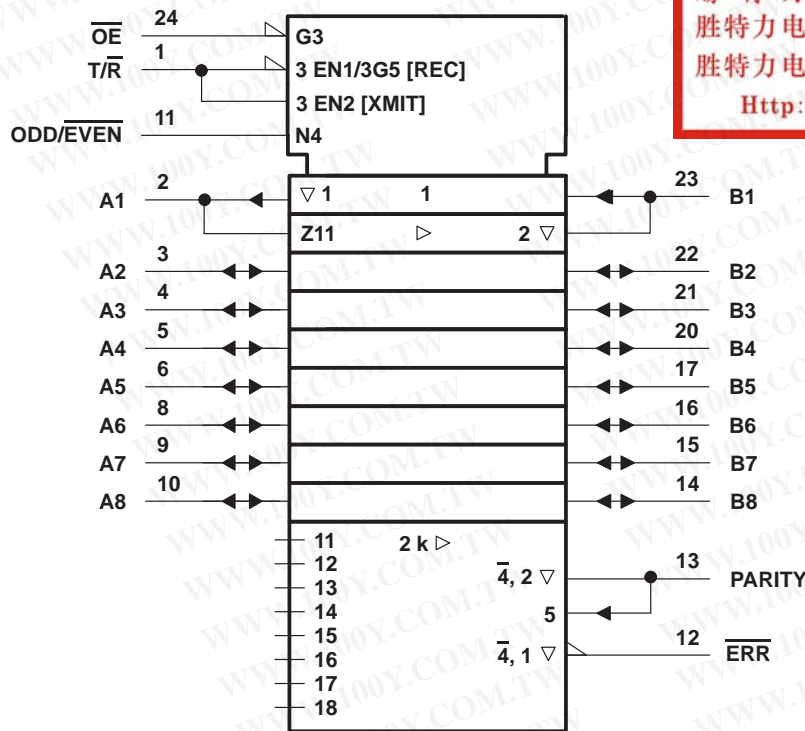 胜特力电
胜特力电
Http:
OE 24 G3
T/R 1 3 EN1/3G5 [REC]
3 EN2 [XMIT]
ODD/EVEN 11 N4
A1 2 ▽ 1 1 23 B1
Z11 ▷ 2 ▽
A2 3 22 B2
A3 4 21 B3
A4 5 20 B4
A5 6 17 B5
A6 8 16 B6
A7 9 15 B7
A8 10 14 B8
11 2 k ▷
12
4, 2 ▽ 13 PARITY
13
14 5
15
16 4, 1 ▽ 12 ERR
17
18
WWW.100Y.COM.TW